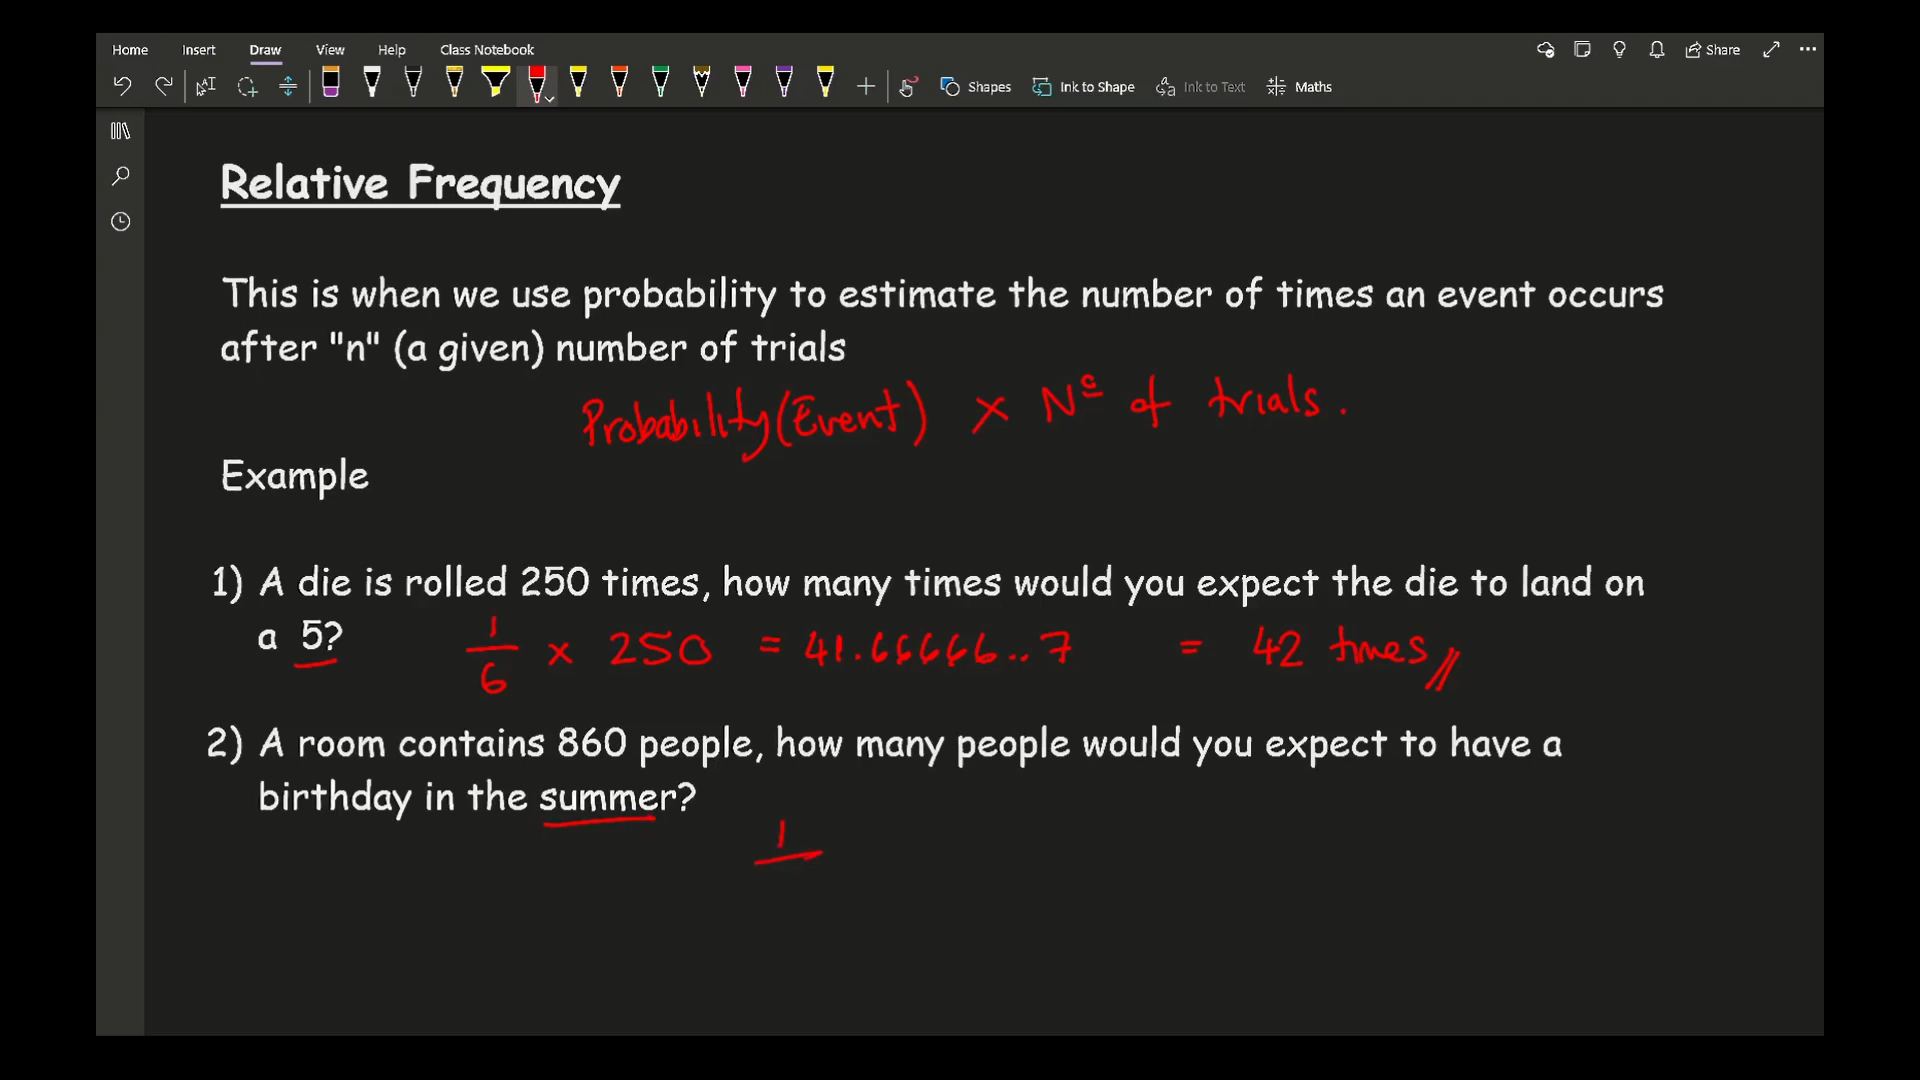 Home Insert Draw View Help Class Notebook Share
Shapes Ink to Shape Ink to Text Maths
Relative Frequency
This is when we use probability to estimate the number of times an event occurs
after "n" (a given) number of trials
Probability(Event) × Nº of trials.
Example
1) A die is rolled 250 times, how many times would you expect the die to land on
a 5?
1/6 × 250 = 41.66666..7 = 42 times//
2) A room contains 860 people, how many people would you expect to have a
birthday in the summer?
1